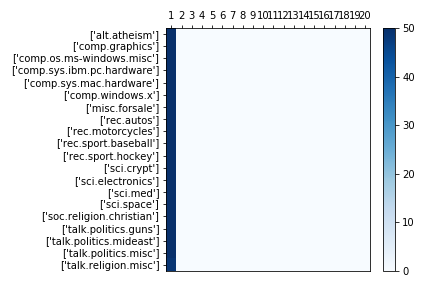 1 2 3 4 5 6 7 8 9 10 11 12 13 14 15 16 17 18 19 20
['alt.atheism']
['comp.graphics']
['comp.os.ms-windows.misc']
['comp.sys.ibm.pc.hardware']
['comp.sys.mac.hardware']
['comp.windows.x']
['misc.forsale']
['rec.autos']
['rec.motorcycles']
['rec.sport.baseball']
['rec.sport.hockey']
['sci.crypt']
['sci.electronics']
['sci.med']
['sci.space']
['soc.religion.christian']
['talk.politics.guns']
['talk.politics.mideast']
['talk.politics.misc']
['talk.religion.misc']
50
40
30
20
10
0